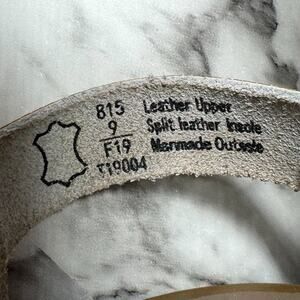 815 Leather Upper
9 Split leather Insole
F19 Manmade Outsole
T19004